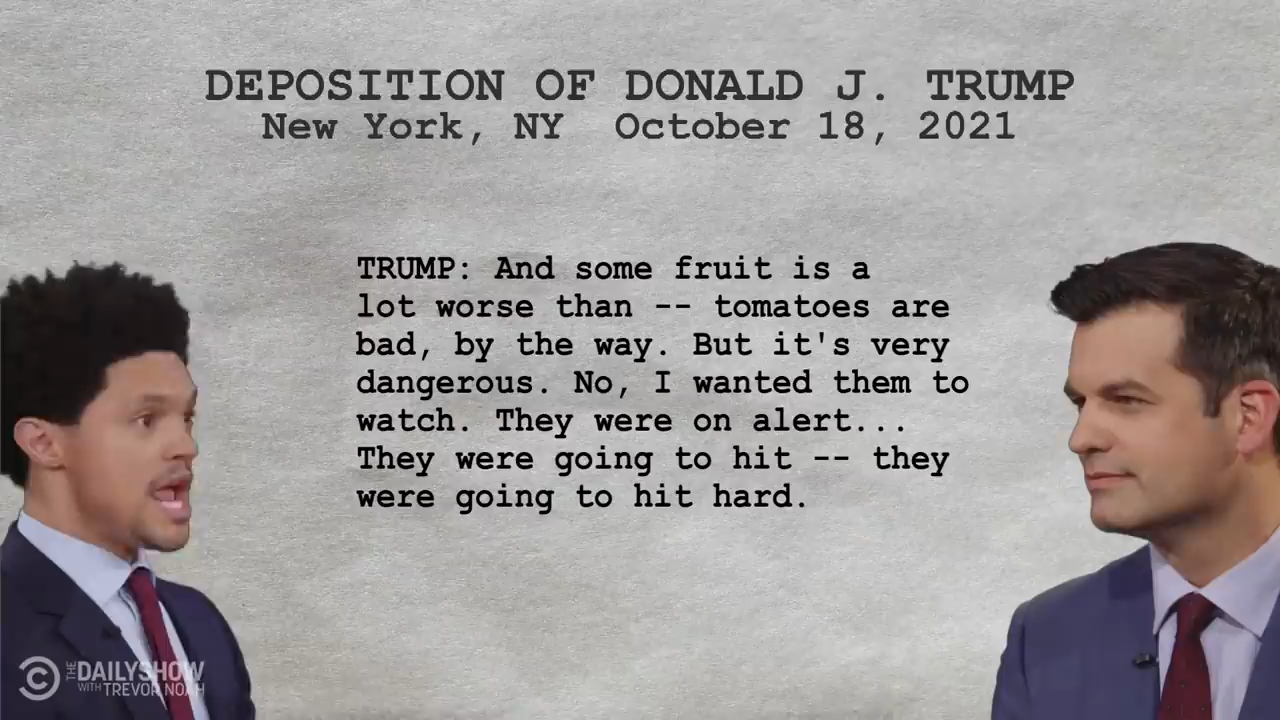 DEPOSITION OF DONALD J. TRUMP
New York, NY October 18, 2021
TRUMP: And some fruit is a
lot worse than -- tomatoes are
bad, by the way. But it's very
dangerous. No, I wanted them to
watch. They were on alert...
They were going to hit -- they
were going to hit hard.
THE DAILYSHOW
WITH TREVOR NOAH